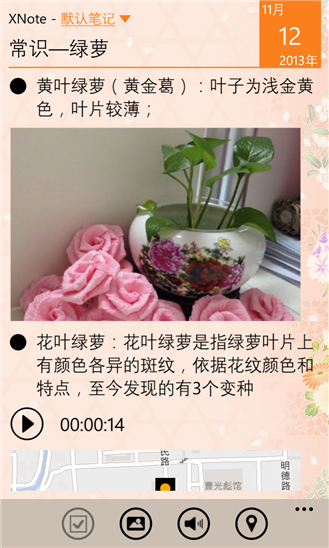 XNote - 默认笔记
11月
12
2013年
常识—绿萝
黄叶绿萝（黄金葛）：叶子为浅金黄
色，叶片较薄；
花叶绿萝：花叶绿萝是指绿萝叶片上
有颜色各异的斑纹，依据花纹颜色和
特点，至今发现的有3个变种
00:00:14
民路
曹光彪馆
明德路